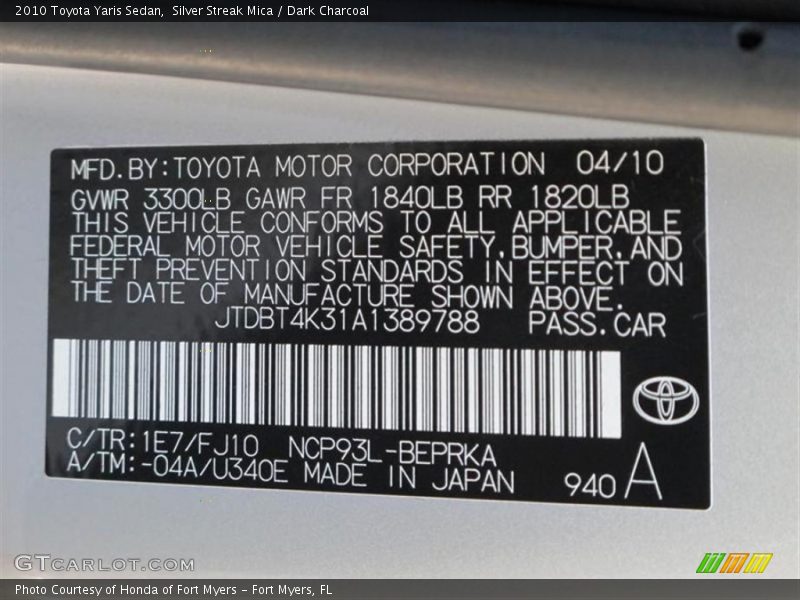 2010 Toyota Yaris Sedan,  Silver Streak Mica / Dark Charcoal
MFD.BY:TOYOTA MOTOR CORPORATION 04/10
GVWR 3300LB GAWR FR 1840LB RR 1820LB
THIS VEHICLE CONFORMS TO ALL APPLICABLE
FEDERAL MOTOR VEHICLE SAFETY,BUMPER,AND
THEFT PREVENTION STANDARDS IN EFFECT ON
THE DATE OF MANUFACTURE SHOWN ABOVE.
JTDBT4K31A1389788 PASS.CAR
C/TR:1E7/FJ10 NCP93L-BEPRKA
A/TM:-04A/U340E MADE IN JAPAN 940 A
GTCARLOT.COM
Photo Courtesy of Honda of Fort Myers - Fort Myers, FL